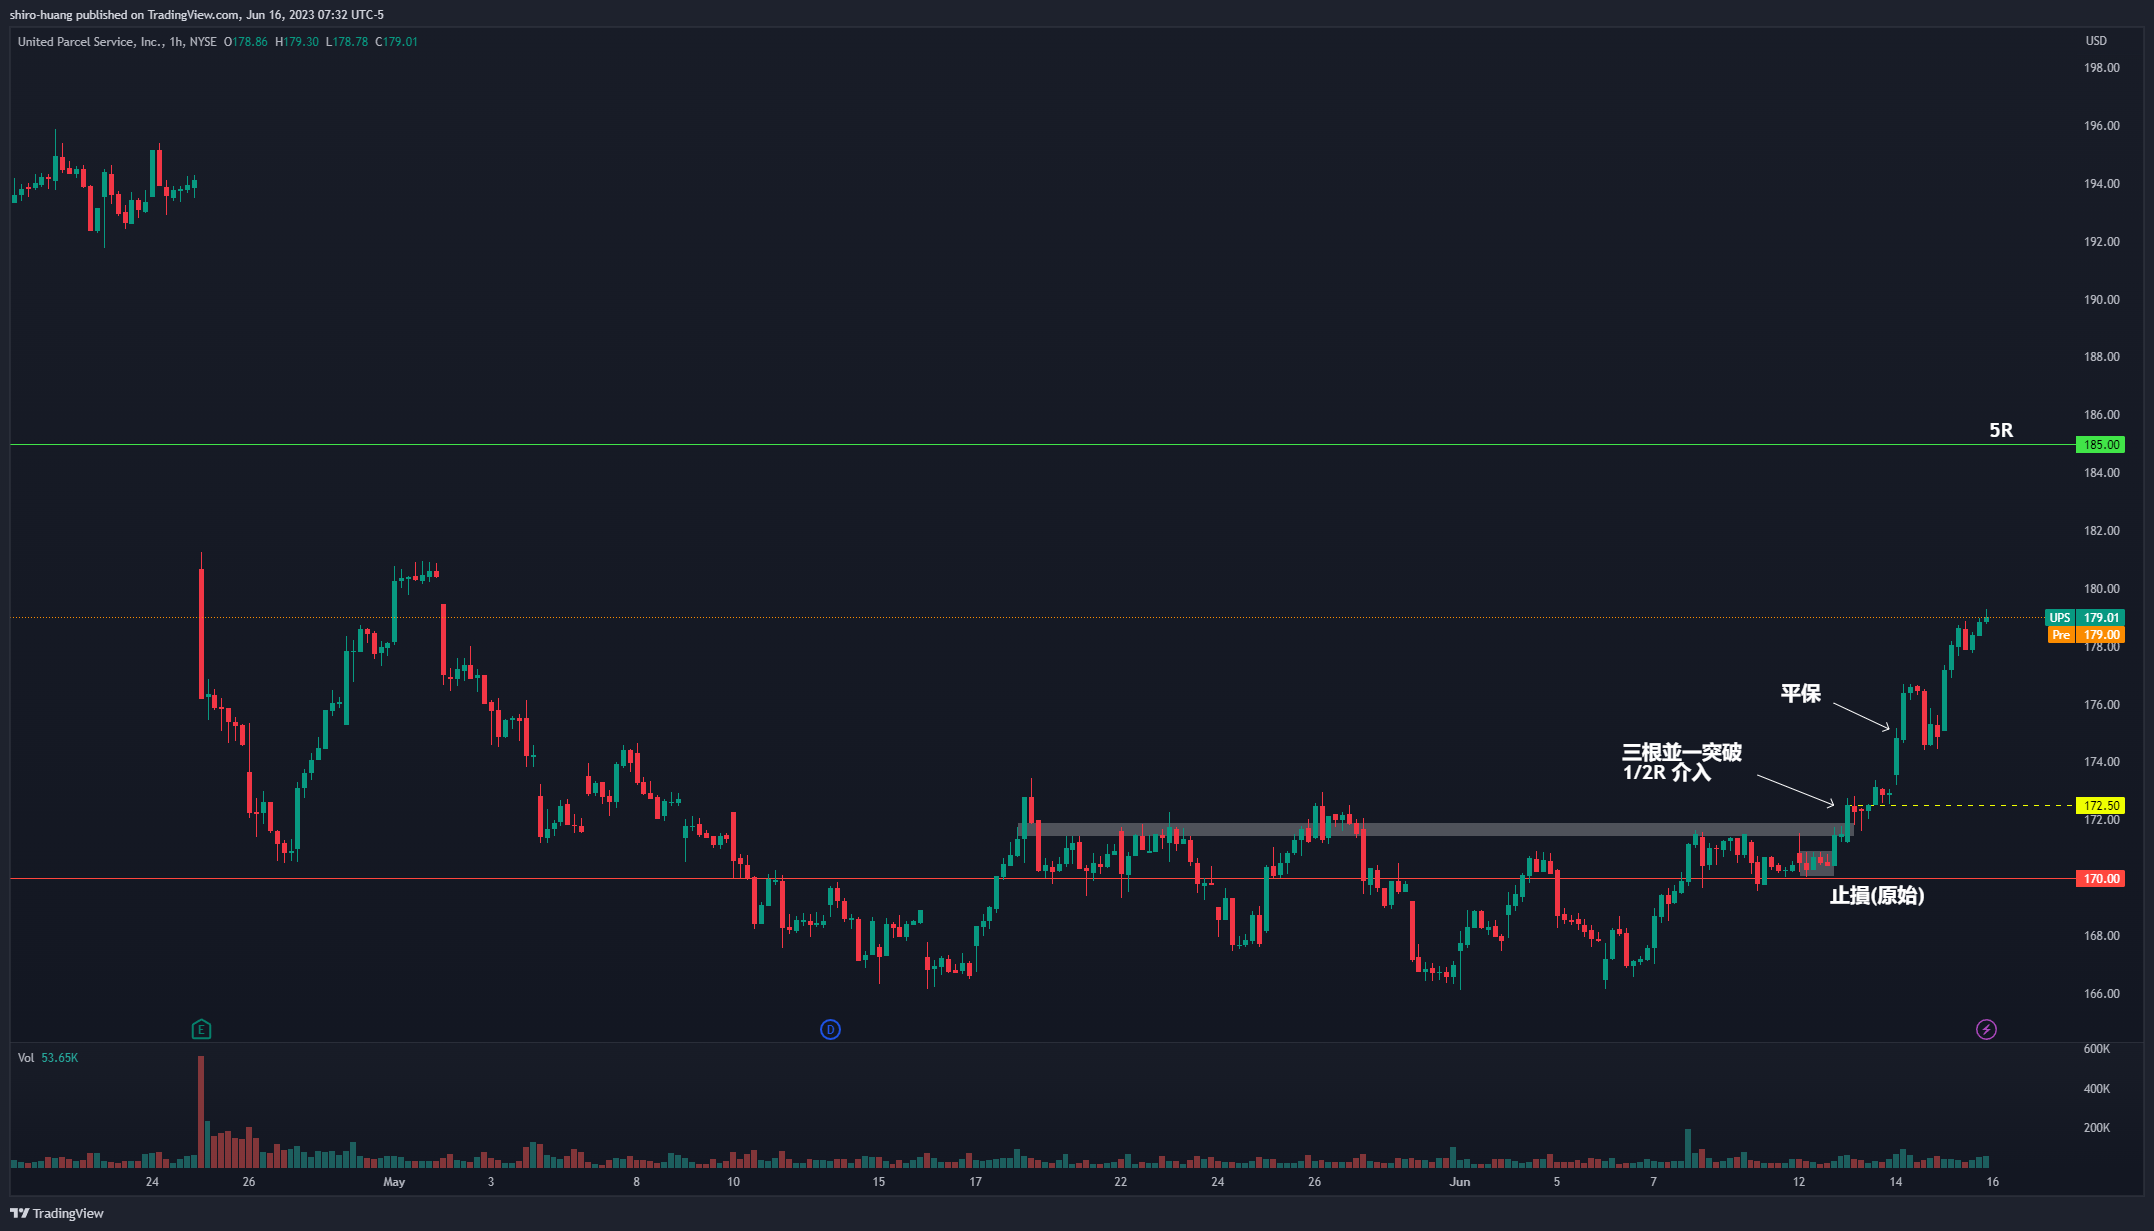 shiro-huang published on TradingView.com, Jun 16, 2023 07:32 UTC-5
United Parcel Service, Inc., 1h, NYSE O178.86 H179.30 L178.78 C179.01
USD
198.00
196.00
194.00
192.00
190.00
188.00
186.00
5R
185.00
184.00
182.00
180.00
UPS 179.01
Pre 179.00
178.00
平保
176.00
三根並一突破
1/2R 介入
174.00
172.50
172.00
170.00
止損(原始)
168.00
166.00
E
D
Vol 53.65K
600K
400K
200K
24 26 May 3 8 10 15 17 22 24 26 Jun 5 7 12 14 16
TradingView